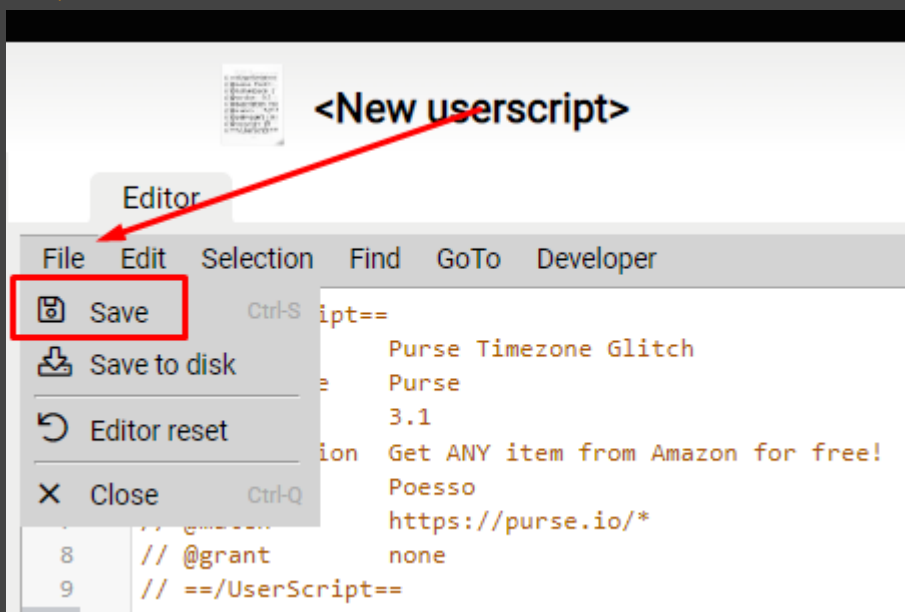 <New userscript>
Editor
File Edit Selection Find GoTo Developer
Save Ctrl-S ipt==
Purse Timezone Glitch
Save to disk
e Purse
3.1
Editor reset
ion Get ANY item from Amazon for free!
Close Ctrl-Q
Poesso
https://purse.io/*
8 // @grant none
9 // ==/UserScript==